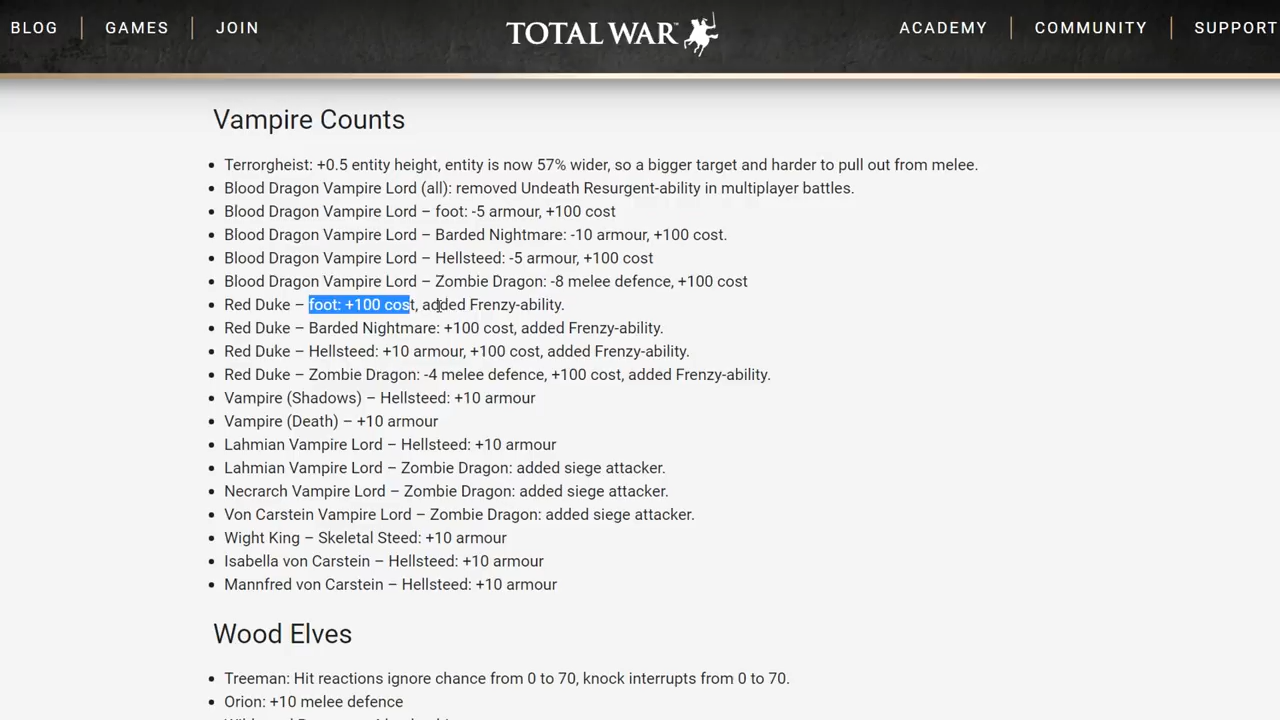 BLOG GAMES JOIN TOTAL WAR™ ACADEMY COMMUNITY SUPPORT
Vampire Counts
• Terrorgheist: +0.5 entity height, entity is now 57% wider, so a bigger target and harder to pull out from melee.
• Blood Dragon Vampire Lord (all): removed Undeath Resurgent-ability in multiplayer battles.
• Blood Dragon Vampire Lord – foot: -5 armour, +100 cost
• Blood Dragon Vampire Lord – Barded Nightmare: -10 armour, +100 cost.
• Blood Dragon Vampire Lord – Hellsteed: -5 armour, +100 cost
• Blood Dragon Vampire Lord – Zombie Dragon: -8 melee defence, +100 cost
• Red Duke – foot: +100 cost, added Frenzy-ability.
• Red Duke – Barded Nightmare: +100 cost, added Frenzy-ability.
• Red Duke – Hellsteed: +10 armour, +100 cost, added Frenzy-ability.
• Red Duke – Zombie Dragon: -4 melee defence, +100 cost, added Frenzy-ability.
• Vampire (Shadows) – Hellsteed: +10 armour
• Vampire (Death) – +10 armour
• Lahmian Vampire Lord – Hellsteed: +10 armour
• Lahmian Vampire Lord – Zombie Dragon: added siege attacker.
• Necrarch Vampire Lord – Zombie Dragon: added siege attacker.
• Von Carstein Vampire Lord – Zombie Dragon: added siege attacker.
• Wight King – Skeletal Steed: +10 armour
• Isabella von Carstein – Hellsteed: +10 armour
• Mannfred von Carstein – Hellsteed: +10 armour
Wood Elves
• Treeman: Hit reactions ignore chance from 0 to 70, knock interrupts from 0 to 70.
• Orion: +10 melee defence